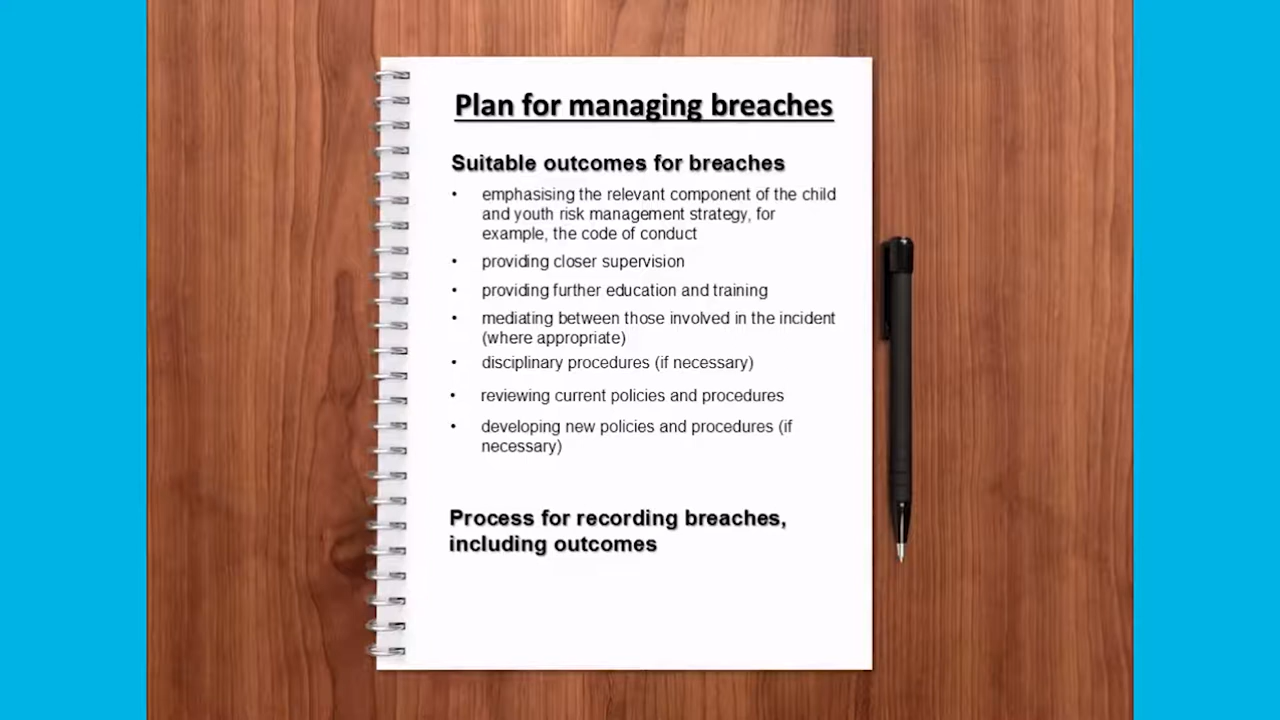 Plan for managing breaches
Suitable outcomes for breaches
• emphasising the relevant component of the child
and youth risk management strategy, for
example, the code of conduct
• providing closer supervision
• providing further education and training
• mediating between those involved in the incident
(where appropriate)
• disciplinary procedures (if necessary)
• reviewing current policies and procedures
• developing new policies and procedures (if
necessary)
Process for recording breaches,
including outcomes